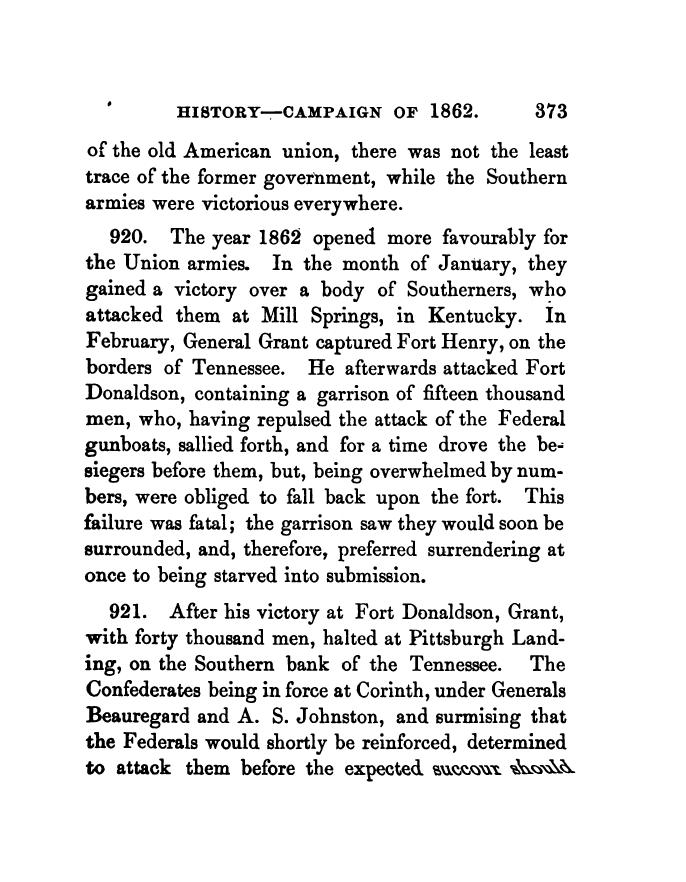 HISTORY—CAMPAIGN OF 1862. 373
of the old American union, there was not the least
trace of the former government, while the Southern
armies were victorious everywhere.
920. The year 1862 opened more favourably for
the Union armies. In the month of January, they
gained a victory over a body of Southerners, who
attacked them at Mill Springs, in Kentucky. In
February, General Grant captured Fort Henry, on the
borders of Tennessee. He afterwards attacked Fort
Donaldson, containing a garrison of fifteen thousand
men, who, having repulsed the attack of the Federal
gunboats, sallied forth, and for a time drove the be-
siegers before them, but, being overwhelmed by num-
bers, were obliged to fall back upon the fort. This
failure was fatal; the garrison saw they would soon be
surrounded, and, therefore, preferred surrendering at
once to being starved into submission.
921. After his victory at Fort Donaldson, Grant,
with forty thousand men, halted at Pittsburgh Land-
ing, on the Southern bank of the Tennessee. The
Confederates being in force at Corinth, under Generals
Beauregard and A. S. Johnston, and surmising that
the Federals would shortly be reinforced, determined
to attack them before the expected succour should